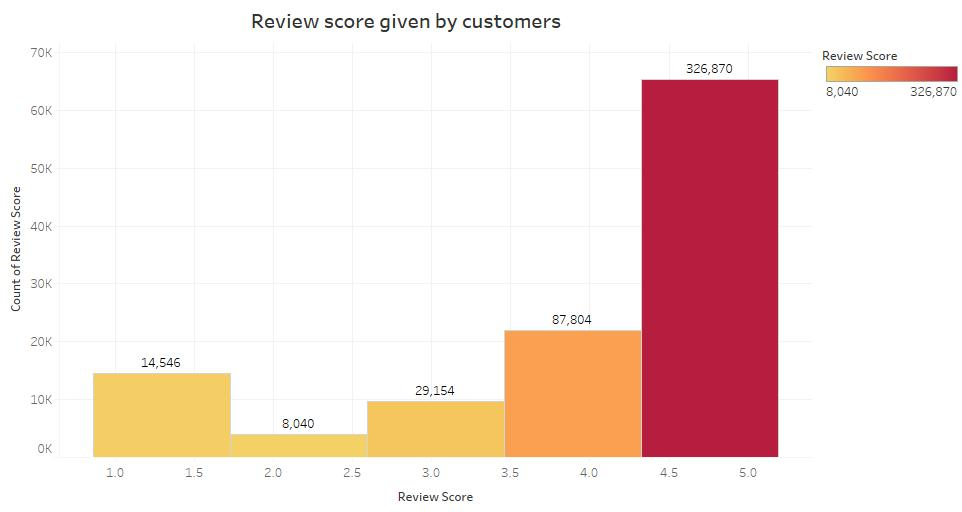 Review score given by customers
Review Score
8,040 326,870
70K
60K
50K
40K
30K
20K
10K
0K
Count of Review Score
14,546
8,040
29,154
87,804
326,870
1.0 1.5 2.0 2.5 3.0 3.5 4.0 4.5 5.0
Review Score